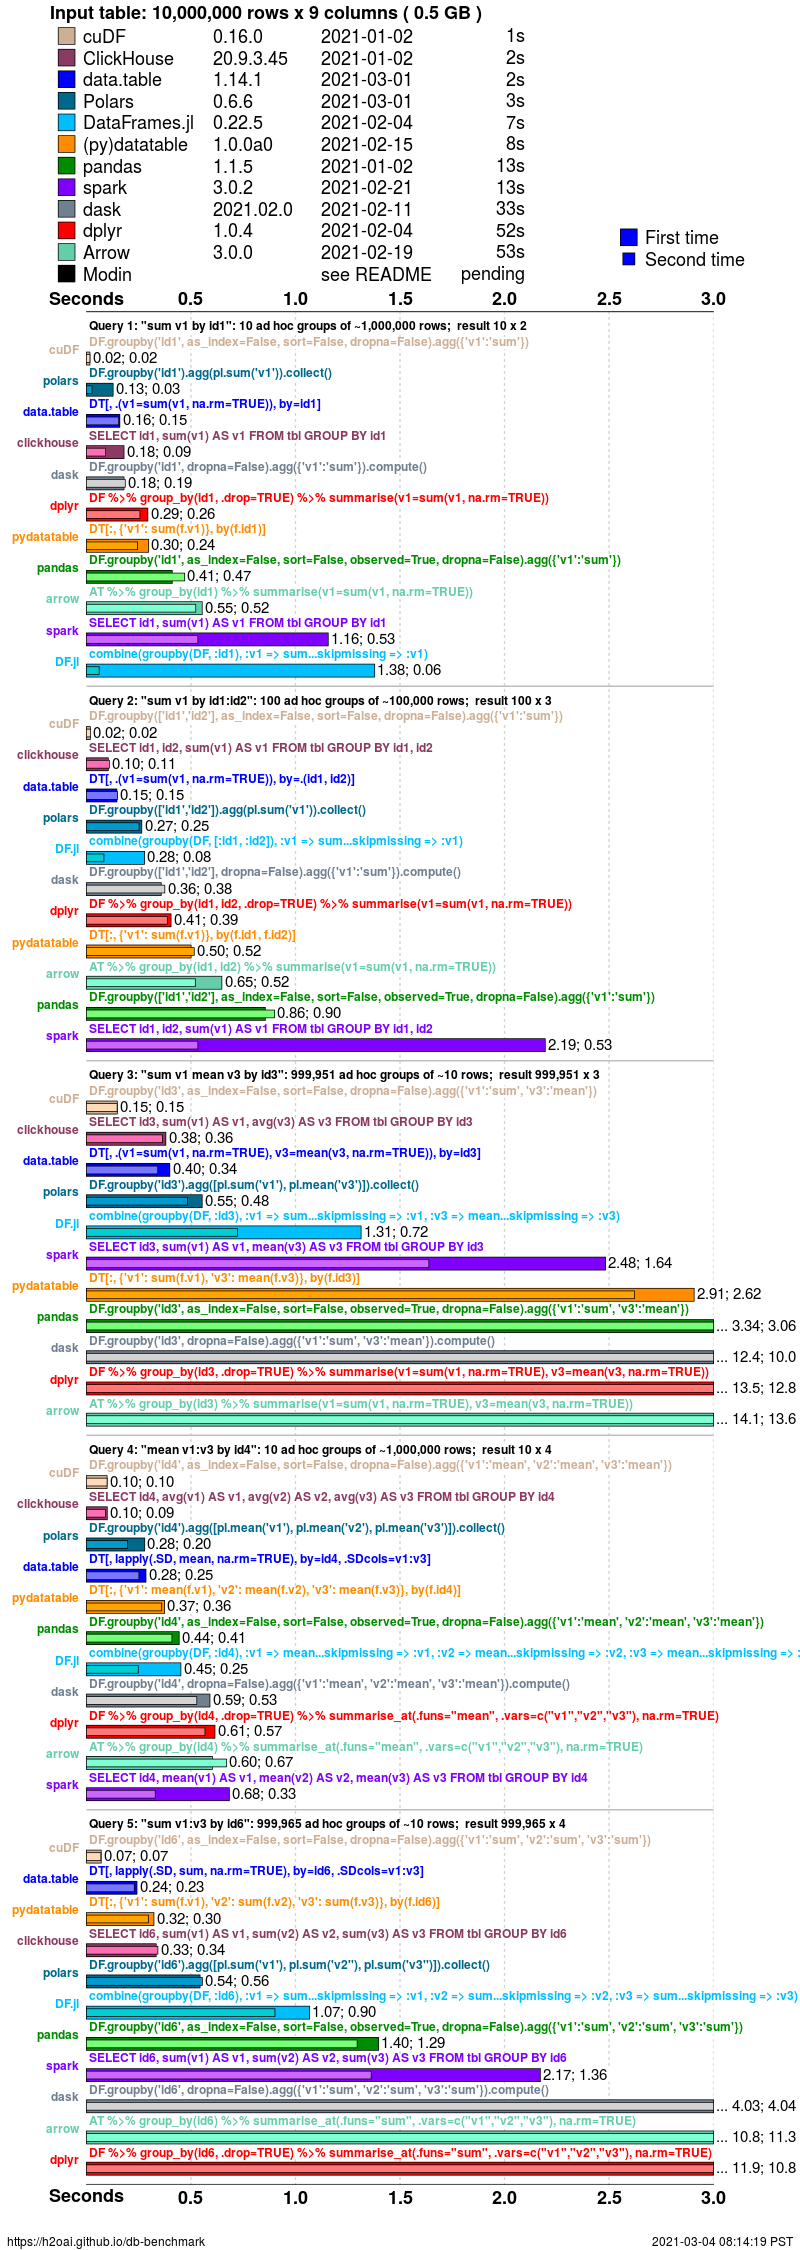 Input table: 10,000,000 rows x 9 columns ( 0.5 GB )
cuDF 0.16.0 2021-01-02 1s
ClickHouse 20.9.3.45 2021-01-02 2s
data.table 1.14.1 2021-03-01 2s
Polars 0.6.6 2021-03-01 3s
DataFrames.jl 0.22.5 2021-02-04 7s
(py)datatable 1.0.0a0 2021-02-15 8s
pandas 1.1.5 2021-01-02 13s
spark 3.0.2 2021-02-21 13s
dask 2021.02.0 2021-02-11 33s
dplyr 1.0.4 2021-02-04 52s
Arrow 3.0.0 2021-02-19 53s
Modin see README pending
First time
Second time
Seconds 0.5 1.0 1.5 2.0 2.5 3.0
Query 1: "sum v1 by id1": 10 ad hoc groups of ~1,000,000 rows; result 10 x 2
DF.groupby('id1', as_index=False, sort=False, dropna=False).agg({'v1':'sum'})
cuDF 0.02; 0.02
DF.groupby('id1').agg(pl.sum('v1')).collect()
polars 0.13; 0.03
DT[, .(v1=sum(v1, na.rm=TRUE)), by=id1]
data.table 0.16; 0.15
SELECT id1, sum(v1) AS v1 FROM tbl GROUP BY id1
clickhouse 0.18; 0.09
DF.groupby('id1', dropna=False).agg({'v1':'sum'}).compute()
dask 0.18; 0.19
DF %>% group_by(id1, .drop=TRUE) %>% summarise(v1=sum(v1, na.rm=TRUE))
dplyr 0.29; 0.26
DT[:, {'v1': sum(f.v1)}, by(f.id1)]
pydatatable 0.30; 0.24
DF.groupby('id1', as_index=False, sort=False, observed=True, dropna=False).agg({'v1':'sum'})
pandas 0.41; 0.47
AT %>% group_by(id1) %>% summarise(v1=sum(v1, na.rm=TRUE))
arrow 0.55; 0.52
SELECT id1, sum(v1) AS v1 FROM tbl GROUP BY id1
spark 1.16; 0.53
combine(groupby(DF, :id1), :v1 => sum...skipmissing => :v1)
DF.jl 1.38; 0.06
Query 2: "sum v1 by id1:id2": 100 ad hoc groups of ~100,000 rows; result 100 x 3
DF.groupby(['id1','id2'], as_index=False, sort=False, dropna=False).agg({'v1':'sum'})
cuDF 0.02; 0.02
SELECT id1, id2, sum(v1) AS v1 FROM tbl GROUP BY id1, id2
clickhouse 0.10; 0.11
DT[, .(v1=sum(v1, na.rm=TRUE)), by=.(id1, id2)]
data.table 0.15; 0.15
DF.groupby(['id1','id2']).agg(pl.sum('v1')).collect()
polars 0.27; 0.25
combine(groupby(DF, [:id1, :id2]), :v1 => sum...skipmissing => :v1)
DF.jl 0.28; 0.08
DF.groupby(['id1','id2'], dropna=False).agg({'v1':'sum'}).compute()
dask 0.36; 0.38
DF %>% group_by(id1, id2, .drop=TRUE) %>% summarise(v1=sum(v1, na.rm=TRUE))
dplyr 0.41; 0.39
DT[:, {'v1': sum(f.v1)}, by(f.id1, f.id2)]
pydatatable 0.50; 0.52
AT %>% group_by(id1, id2) %>% summarise(v1=sum(v1, na.rm=TRUE))
arrow 0.65; 0.52
DF.groupby(['id1','id2'], as_index=False, sort=False, observed=True, dropna=False).agg({'v1':'sum'})
pandas 0.86; 0.90
SELECT id1, id2, sum(v1) AS v1 FROM tbl GROUP BY id1, id2
spark 2.19; 0.53
Query 3: "sum v1 mean v3 by id3": 999,951 ad hoc groups of ~10 rows; result 999,951 x 3
DF.groupby('id3', as_index=False, sort=False, dropna=False).agg({'v1':'sum', 'v3':'mean'})
cuDF 0.15; 0.15
SELECT id3, sum(v1) AS v1, avg(v3) AS v3 FROM tbl GROUP BY id3
clickhouse 0.38; 0.36
DT[, .(v1=sum(v1, na.rm=TRUE), v3=mean(v3, na.rm=TRUE)), by=id3]
data.table 0.40; 0.34
DF.groupby('id3').agg([pl.sum('v1'), pl.mean('v3')]).collect()
polars 0.55; 0.48
combine(groupby(DF, :id3), :v1 => sum...skipmissing => :v1, :v3 => mean...skipmissing => :v3)
DF.jl 1.31; 0.72
SELECT id3, sum(v1) AS v1, mean(v3) AS v3 FROM tbl GROUP BY id3
spark 2.48; 1.64
DT[:, {'v1': sum(f.v1), 'v3': mean(f.v3)}, by(f.id3)]
pydatatable 2.91; 2.62
DF.groupby('id3', as_index=False, sort=False, observed=True, dropna=False).agg({'v1':'sum', 'v3':'mean'})
pandas ... 3.34; 3.06
DF.groupby('id3', dropna=False).agg({'v1':'sum', 'v3':'mean'}).compute()
dask ... 12.4; 10.0
DF %>% group_by(id3, .drop=TRUE) %>% summarise(v1=sum(v1, na.rm=TRUE), v3=mean(v3, na.rm=TRUE))
dplyr ... 13.5; 12.8
AT %>% group_by(id3) %>% summarise(v1=sum(v1, na.rm=TRUE), v3=mean(v3, na.rm=TRUE))
arrow ... 14.1; 13.6
Query 4: "mean v1:v3 by id4": 10 ad hoc groups of ~1,000,000 rows; result 10 x 4
DF.groupby('id4', as_index=False, sort=False, dropna=False).agg({'v1':'mean', 'v2':'mean', 'v3':'mean'})
cuDF 0.10; 0.10
SELECT id4, avg(v1) AS v1, avg(v2) AS v2, avg(v3) AS v3 FROM tbl GROUP BY id4
clickhouse 0.10; 0.09
DF.groupby('id4').agg([pl.mean('v1'), pl.mean('v2'), pl.mean('v3')]).collect()
polars 0.28; 0.20
DT[, lapply(.SD, mean, na.rm=TRUE), by=id4, .SDcols=v1:v3]
data.table 0.28; 0.25
DT[:, {'v1': mean(f.v1), 'v2': mean(f.v2), 'v3': mean(f.v3)}, by(f.id4)]
pydatatable 0.37; 0.36
DF.groupby('id4', as_index=False, sort=False, observed=True, dropna=False).agg({'v1':'mean', 'v2':'mean', 'v3':'mean'})
pandas 0.44; 0.41
combine(groupby(DF, :id4), :v1 => mean...skipmissing => :v1, :v2 => mean...skipmissing => :v2, :v3 => mean...skipmissing => :
DF.jl 0.45; 0.25
DF.groupby('id4', dropna=False).agg({'v1':'mean', 'v2':'mean', 'v3':'mean'}).compute()
dask 0.59; 0.53
DF %>% group_by(id4, .drop=TRUE) %>% summarise_at(.funs="mean", .vars=c("v1","v2","v3"), na.rm=TRUE)
dplyr 0.61; 0.57
AT %>% group_by(id4) %>% summarise_at(.funs="mean", .vars=c("v1","v2","v3"), na.rm=TRUE)
arrow 0.60; 0.67
SELECT id4, mean(v1) AS v1, mean(v2) AS v2, mean(v3) AS v3 FROM tbl GROUP BY id4
spark 0.68; 0.33
Query 5: "sum v1:v3 by id6": 999,965 ad hoc groups of ~10 rows; result 999,965 x 4
DF.groupby('id6', as_index=False, sort=False, dropna=False).agg({'v1':'sum', 'v2':'sum', 'v3':'sum'})
cuDF 0.07; 0.07
DT[, lapply(.SD, sum, na.rm=TRUE), by=id6, .SDcols=v1:v3]
data.table 0.24; 0.23
DT[:, {'v1': sum(f.v1), 'v2': sum(f.v2), 'v3': sum(f.v3)}, by(f.id6)]
pydatatable 0.32; 0.30
SELECT id6, sum(v1) AS v1, sum(v2) AS v2, sum(v3) AS v3 FROM tbl GROUP BY id6
clickhouse 0.33; 0.34
DF.groupby('id6').agg([pl.sum('v1'), pl.sum('v2"), pl.sum('v3")]).collect()
polars 0.54; 0.56
combine(groupby(DF, :id6), :v1 => sum...skipmissing => :v1, :v2 => sum...skipmissing => :v2, :v3 => sum...skipmissing => :v3)
DF.jl 1.07; 0.90
DF.groupby('id6', as_index=False, sort=False, observed=True, dropna=False).agg({'v1':'sum', 'v2':'sum', 'v3':'sum'})
pandas 1.40; 1.29
SELECT id6, sum(v1) AS v1, sum(v2) AS v2, sum(v3) AS v3 FROM tbl GROUP BY id6
spark 2.17; 1.36
DF.groupby('id6', dropna=False).agg({'v1':'sum', 'v2':'sum', 'v3':'sum'}).compute()
dask ... 4.03; 4.04
AT %>% group_by(id6) %>% summarise_at(.funs="sum", .vars=c("v1","v2","v3"), na.rm=TRUE)
arrow ... 10.8; 11.3
DF %>% group_by(id6, .drop=TRUE) %>% summarise_at(.funs="sum", .vars=c("v1","v2","v3"), na.rm=TRUE)
dplyr ... 11.9; 10.8
Seconds 0.5 1.0 1.5 2.0 2.5 3.0
https://h2oai.github.io/db-benchmark 2021-03-04 08:14:19 PST